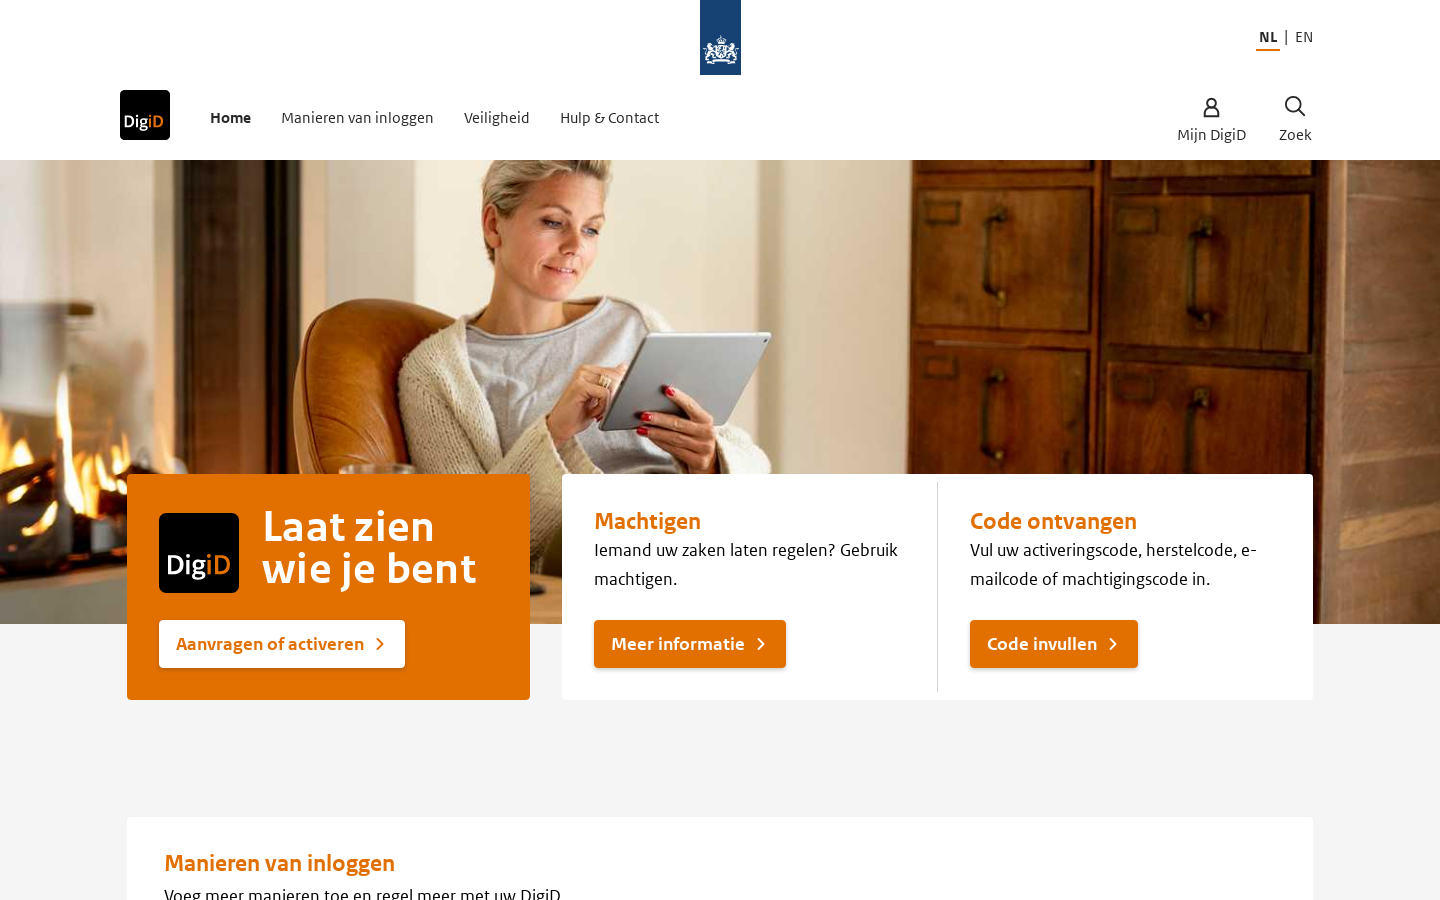 NL | EN
DigiD
Home
Manieren van inloggen
Veiligheid
Hulp & Contact
Mijn DigiD
Zoek
DigiD
Laat zien
wie je bent
Aanvragen of activeren
Machtigen
Iemand uw zaken laten regelen? Gebruik
machtigen.
Meer informatie
Code ontvangen
Vul uw activeringscode, herstelcode, e-
mailcode of machtigingscode in.
Code invullen
Manieren van inloggen
Voeg meer manieren toe en regel meer met uw DigiD